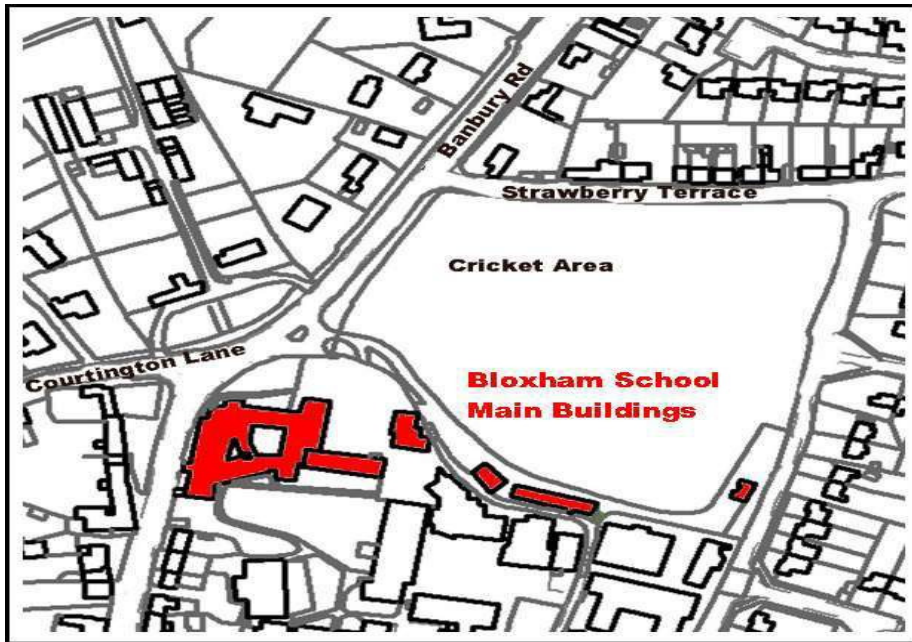 Banbury Rd
Strawberry Terrace
Cricket Area
Courtington Lane
Bloxham School
Main Buildings